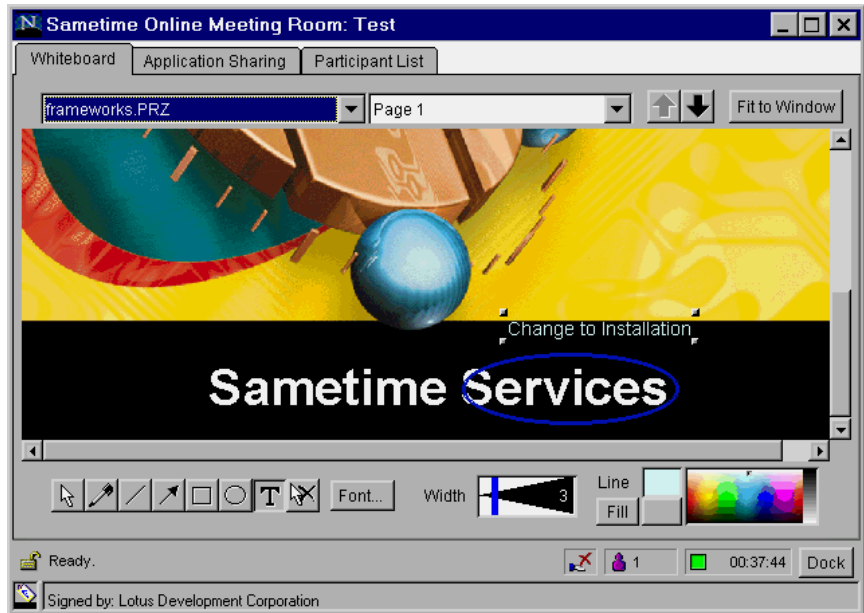 N Sametime Online Meeting Room: Test
Whiteboard Application Sharing Participant List
frameworks.PRZ Page 1 Fit to Window
Change to Installation
Sametime Services
T Font... Width 3 Line
Fill
Ready. 1 00:37:44 Dock
Signed by: Lotus Development Corporation